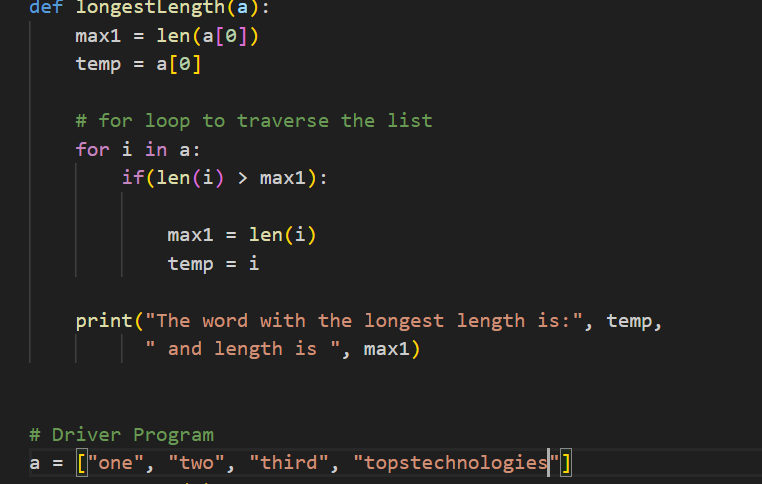 def longestLength(a):
    max1 = len(a[0])
    temp = a[0]

    # for loop to traverse the list
    for i in a:
        if(len(i) > max1):

            max1 = len(i)
            temp = i

    print("The word with the longest length is:", temp,
          " and length is ", max1)


# Driver Program
a = ["one", "two", "third", "topstechnologies"]